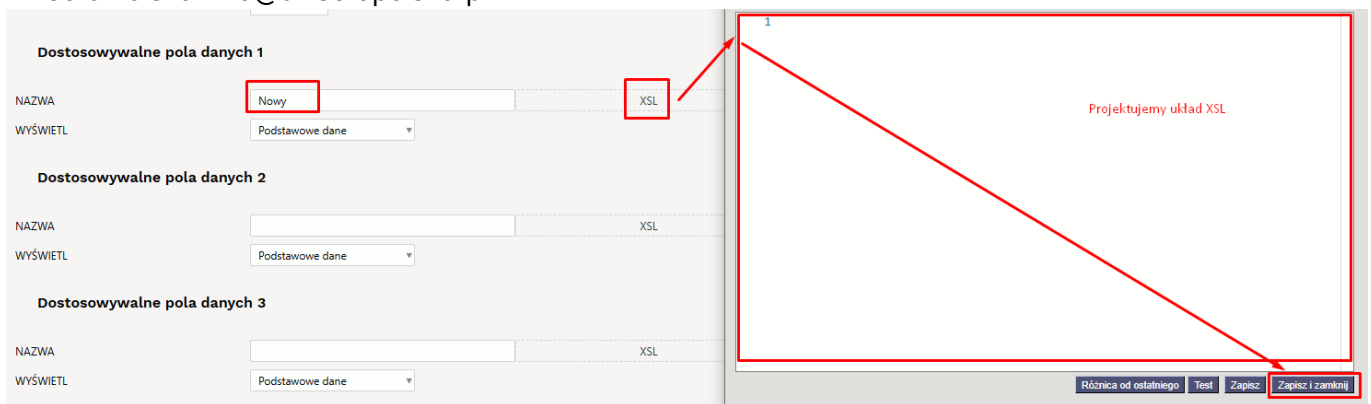 1
Dostosowywalne pola danych 1
NAZWA Nowy XSL
Projektujemy układ XSL
WYŚWIETL Podstawowe dane
Dostosowywalne pola danych 2
NAZWA XSL
WYŚWIETL Podstawowe dane
Dostosowywalne pola danych 3
NAZWA XSL
WYŚWIETL Podstawowe dane
Różnica od ostatniego Test Zapisz Zapisz i zamknij